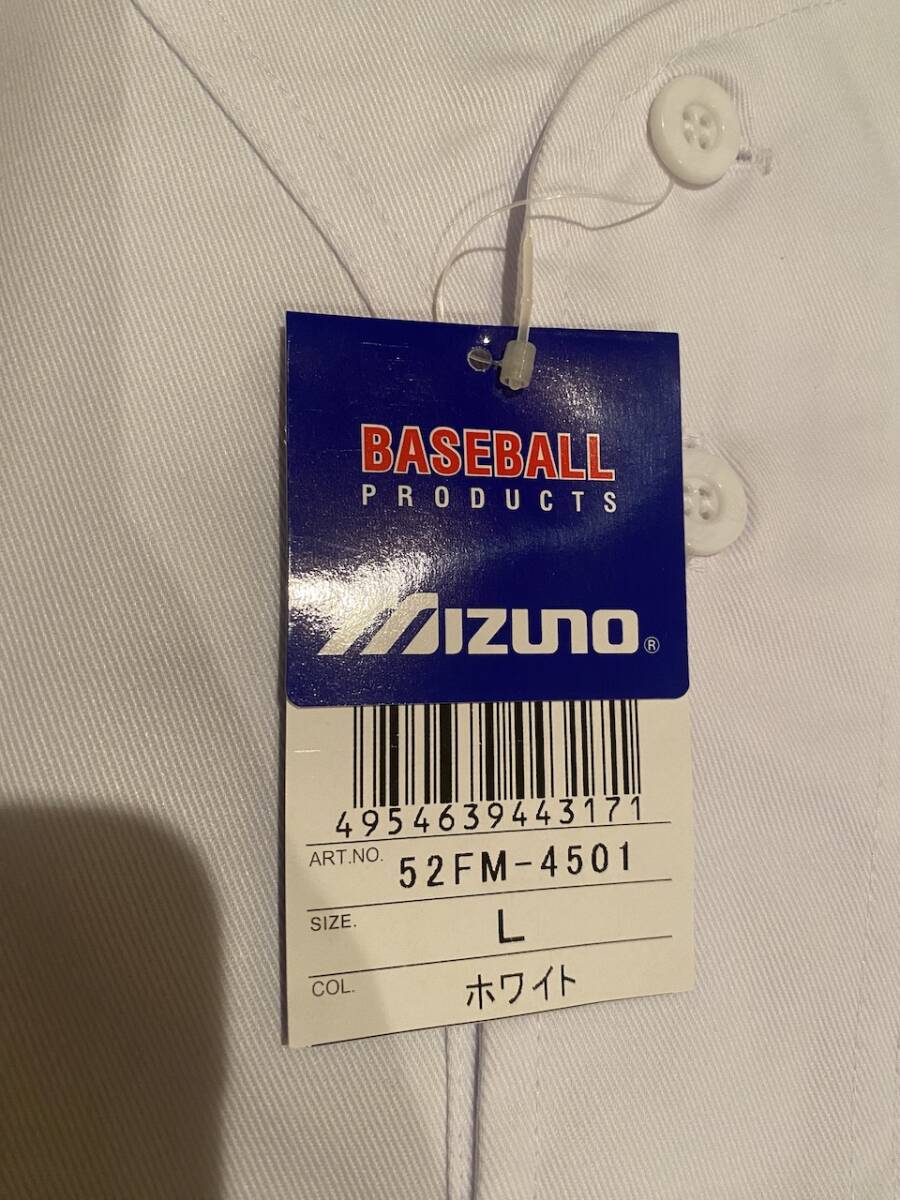 BASEBALL
PRODUCTS
MIZUNO®
4954639443171
ART.NO. 52FM-4501
SIZE. L
COL. ホワイト